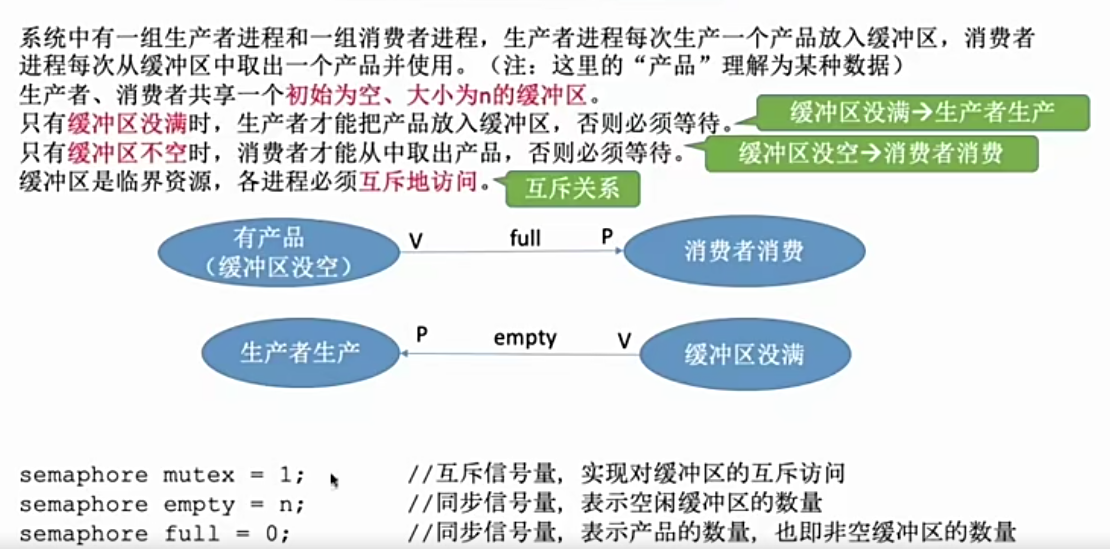 系统中有一组生产者进程和一组消费者进程，生产者进程每次生产一个产品放入缓冲区，消费者
进程每次从缓冲区中取出一个产品并使用。（注：这里的“产品”理解为某种数据）
生产者、消费者共享一个初始为空、大小为n的缓冲区。
只有缓冲区没满时，生产者才能把产品放入缓冲区，否则必须等待。
缓冲区没满→生产者生产
只有缓冲区不空时，消费者才能从中取出产品，否则必须等待。
缓冲区没空→消费者消费
缓冲区是临界资源，各进程必须互斥地访问。
互斥关系
有产品
（缓冲区没空）
V
full
P
消费者消费
生产者生产
P
empty
V
缓冲区没满
semaphore mutex = 1; //互斥信号量，实现对缓冲区的互斥访问
semaphore empty = n; //同步信号量，表示空闲缓冲区的数量
semaphore full = 0; //同步信号量，表示产品的数量，也即非空缓冲区的数量